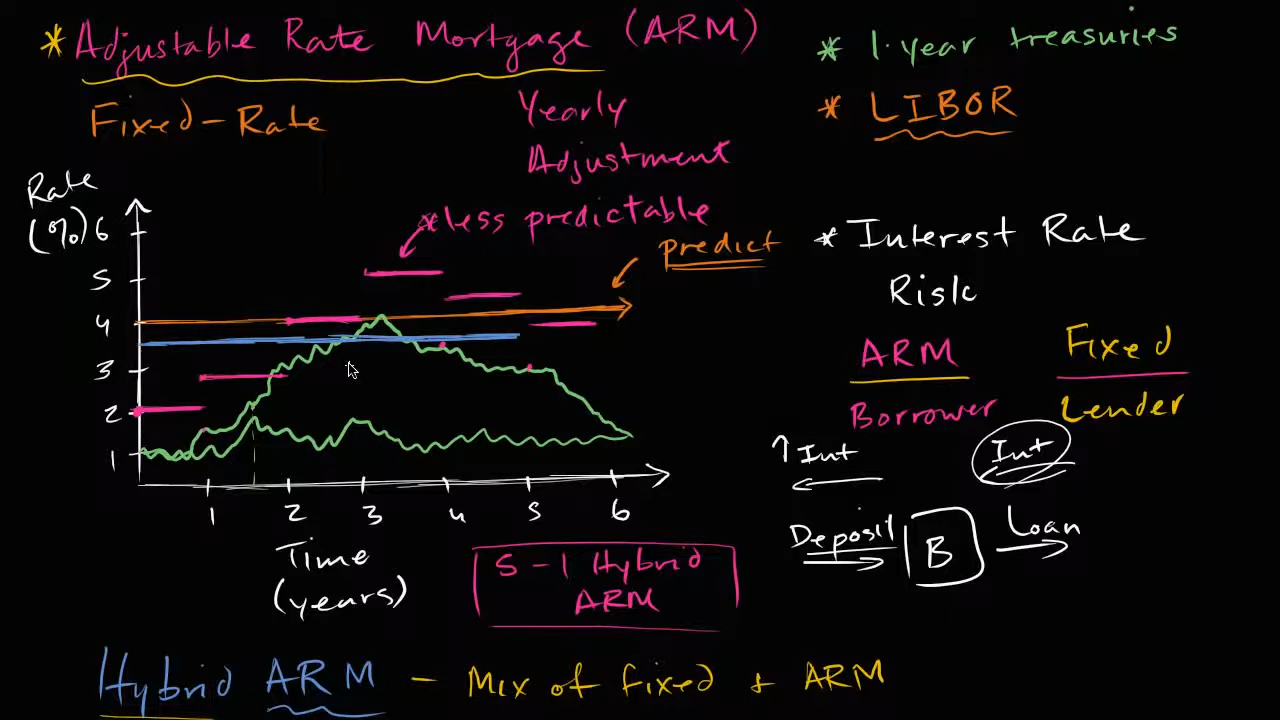 * Adjustable Rate Mortgage (ARM)
Fixed-Rate
Yearly
Adjustment
*less predictable
predict
* 1-year treasuries
* LIBOR
* Interest Rate
Risk
ARM Fixed
Borrower Lender
↑ Int Int
Deposit B Loan
Rate
(%)
6
5
4
3
2
1
1 2 3 4 5 6
Time
(years)
5-1 Hybrid
ARM
Hybrid ARM - Mix of fixed + ARM